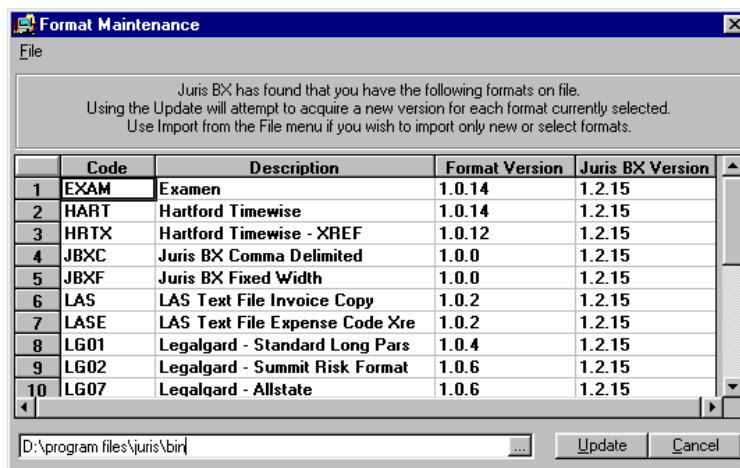 Format Maintenance
File
Juris BX has found that you have the following formats on file.
Using the Update will attempt to acquire a new version for each format currently selected.
Use Import from the File menu if you wish to import only new or select formats.
Code Description Format Version Juris BX Version
1 EXAM Examen 1.0.14 1.2.15
2 HART Hartford Timewise 1.0.14 1.2.15
3 HRTX Hartford Timewise - XREF 1.0.12 1.2.15
4 JBXC Juris BX Comma Delimited 1.0.0 1.2.15
5 JBXF Juris BX Fixed Width 1.0.0 1.2.15
6 LAS LAS Text File Invoice Copy 1.0.2 1.2.15
7 LASE LAS Text File Expense Code Xre 1.0.2 1.2.15
8 LG01 Legalgard - Standard Long Pars 1.0.4 1.2.15
9 LG02 Legalgard - Summit Risk Format 1.0.6 1.2.15
10 LG07 Legalgard - Allstate 1.0.6 1.2.15
D:\program files\juris\bin ... Update Cancel